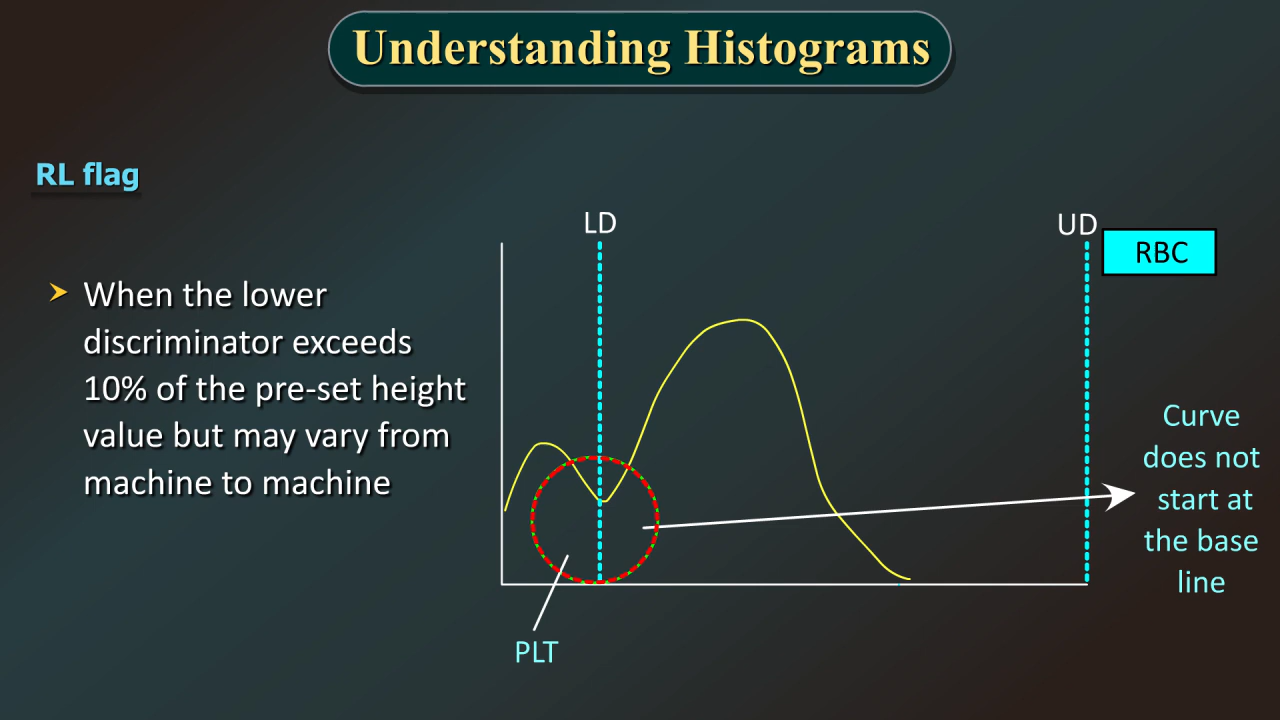 Understanding Histograms
RL flag
When the lower
discriminator exceeds
10% of the pre-set height
value but may vary from
machine to machine
LD
UD
RBC
Curve
does not
start at
the base
line
PLT